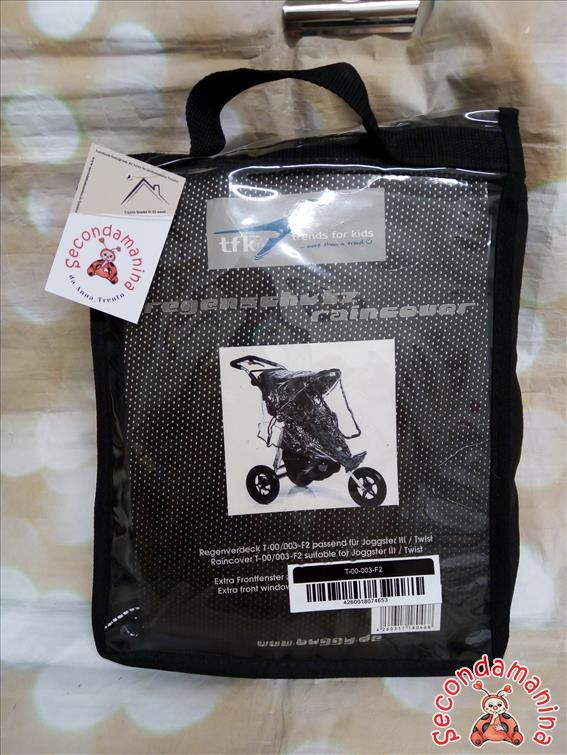 Secondamanina
da Anna, Trento
tfk trends for kids
... more than a trend
regenschutz
raincover
Regenverdeck T-00/003-F2 passend für Joggster III / Twist
Raincover T-00/003-F2 suitable for Joggster III / Twist
Extra Frontfenster
Extra front window
T-00-003-F2
4260018074653
Secondamanina
Secondamanina